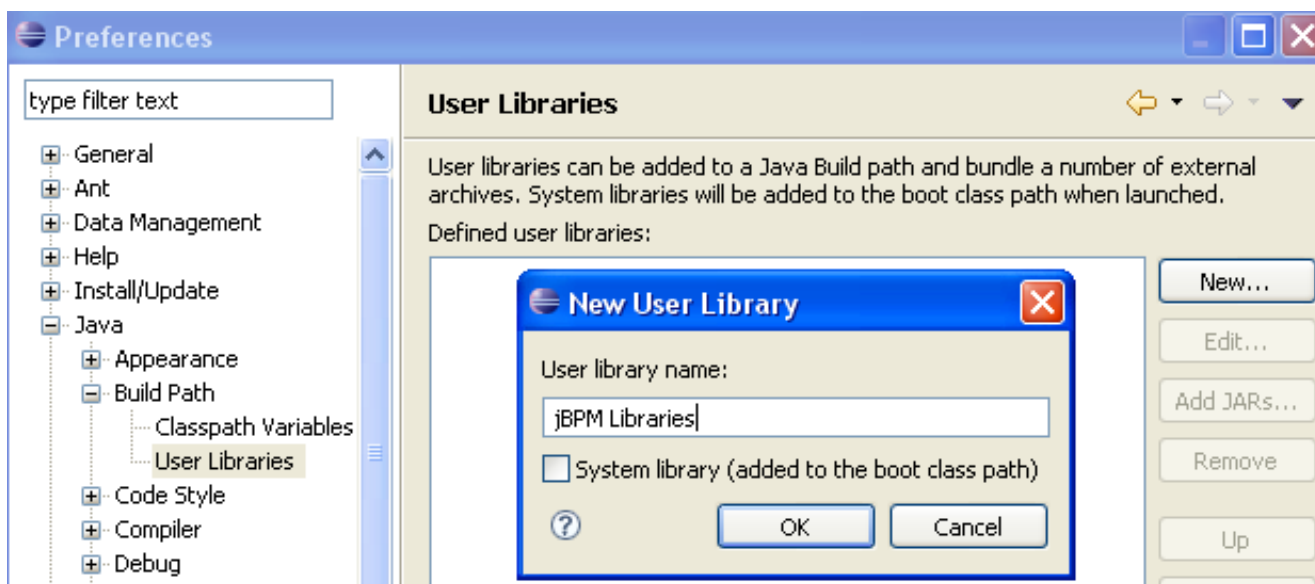 Preferences
type filter text
General
Ant
Data Management
Help
Install/Update
Java
Appearance
Build Path
Classpath Variables
User Libraries
Code Style
Compiler
Debug
User Libraries
User libraries can be added to a Java Build path and bundle a number of external
archives. System libraries will be added to the boot class path when launched.
Defined user libraries:
New User Library
User library name:
jBPM Libraries
System library (added to the boot class path)
?
OK
Cancel
New...
Edit...
Add JARs...
Remove
Up